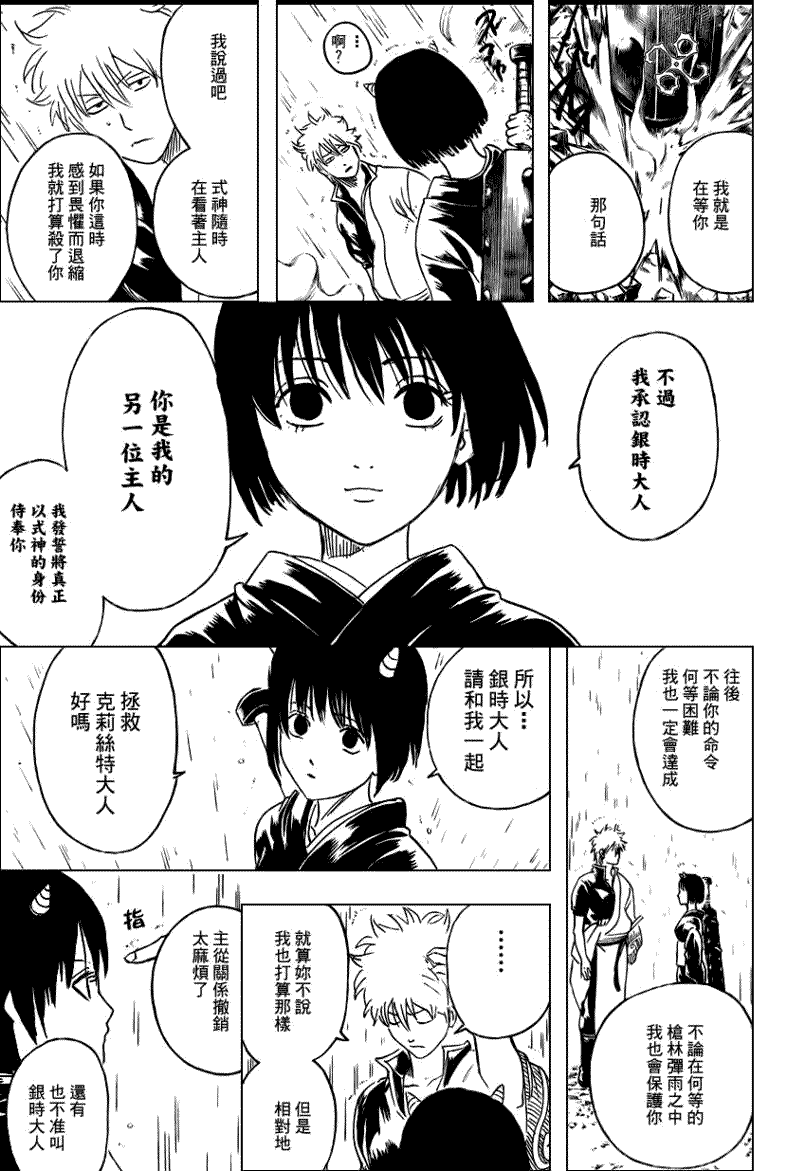 我就是
在等你
那句話
…
啊?
我說過吧
式神隨時
在看著主人
如果你這時
感到畏懼而退縮
我就打算殺了你
不過
我承認銀時大人
你是我的
另一位主人
我發誓將真正
以式神的身份
侍奉你
往後
不論你的命令
何等困難
我也一定會達成
不論在何等的
槍林彈雨之中
我也會保護你
所以…
銀時大人
請和我一起
拯救
克莉絲特大人
好嗎
……
就算妳不說
我也打算那樣
但是
相對地
主從關係撤銷
太麻煩了
指
還有
也不准叫
銀時大人